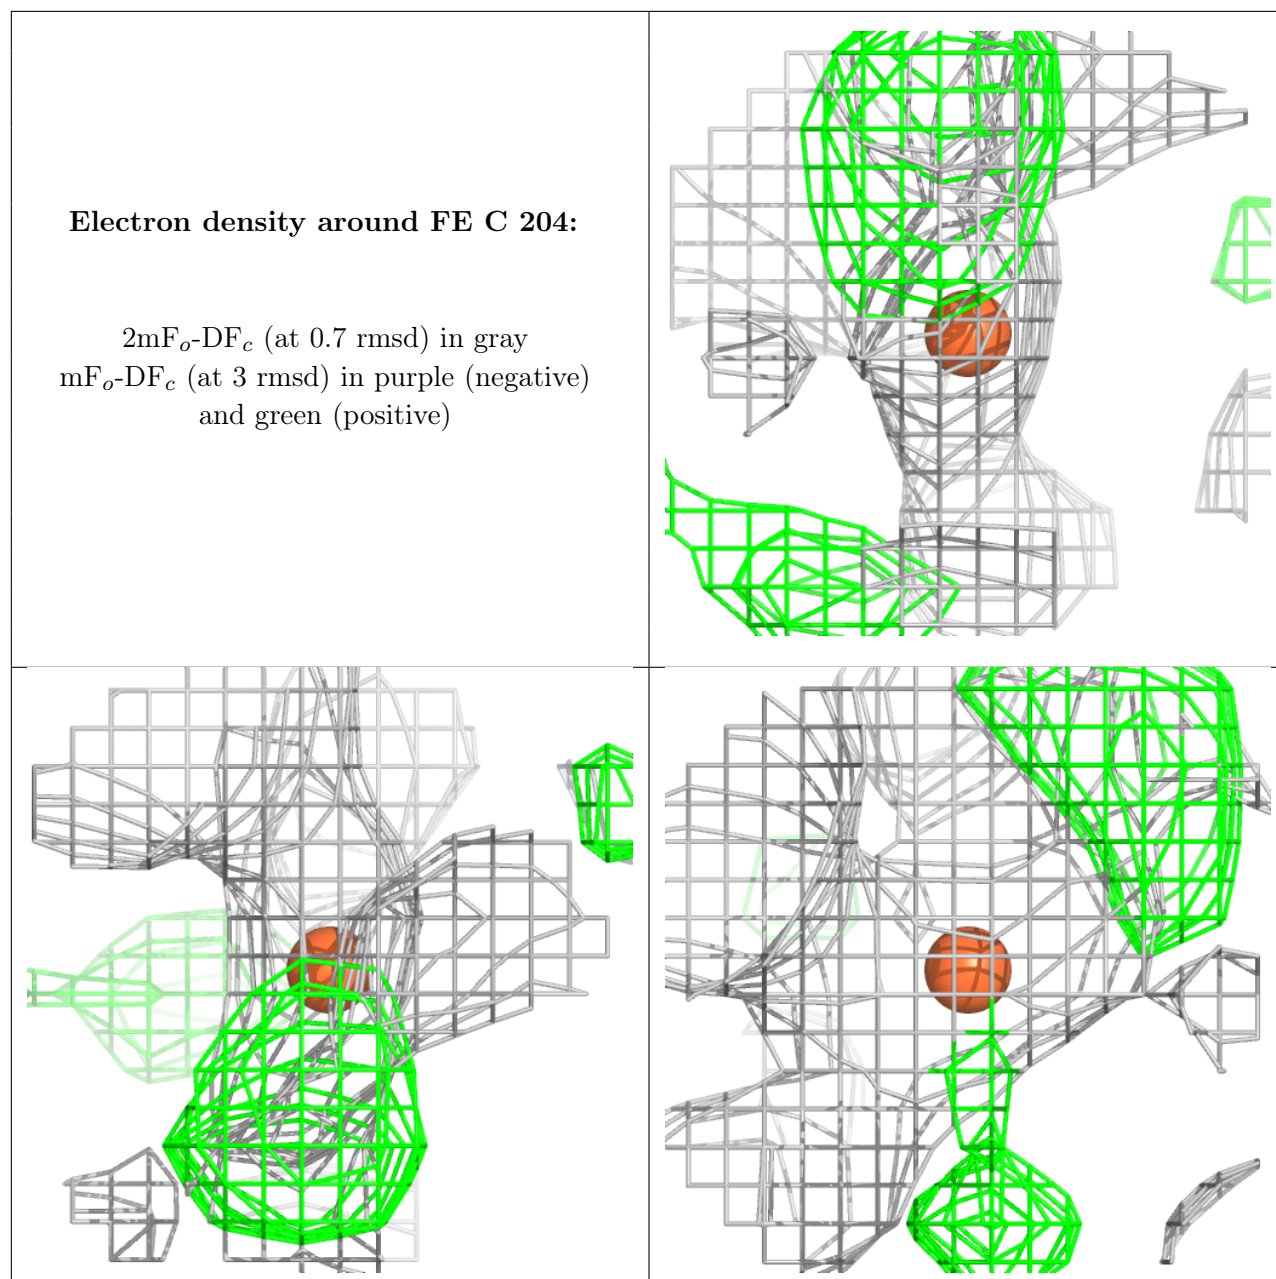 Electron density around FE C 204:
2mFₒ-DF𝒸 (at 0.7 rmsd) in gray
mFₒ-DF𝒸 (at 3 rmsd) in purple (negative)
and green (positive)